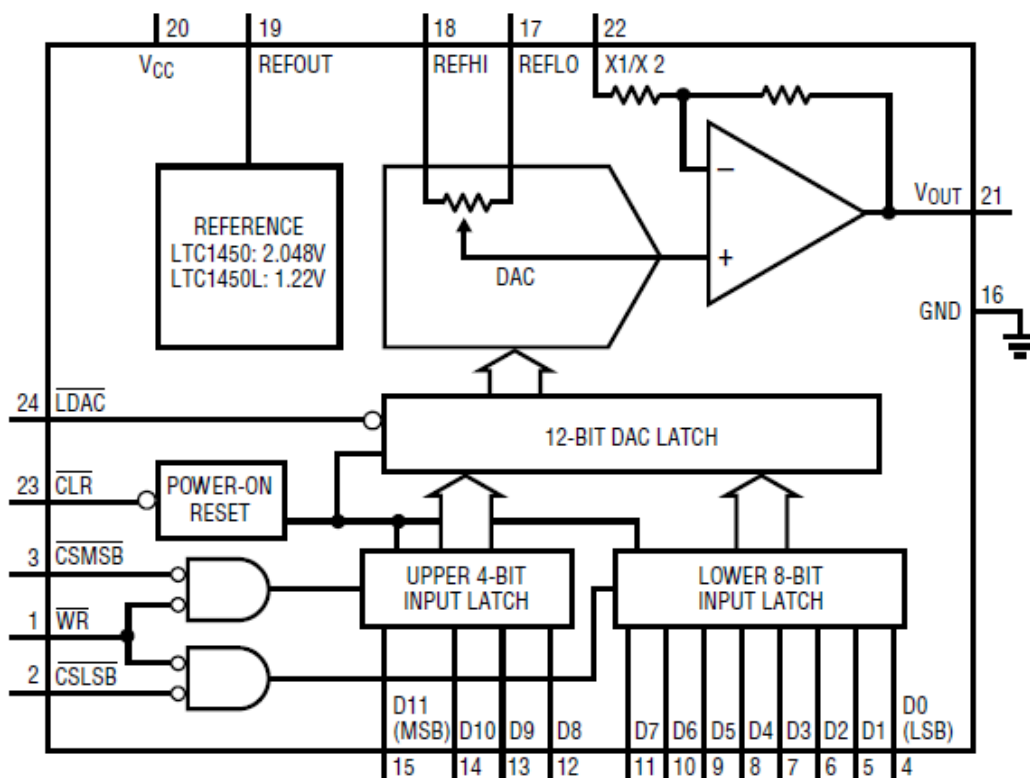 20 19 18 17 22
VCC REFOUT REFHI REFLO X1/X 2
REFERENCE
LTC1450: 2.048V
LTC1450L: 1.22V
DAC
−
+
VOUT 21
GND 16
24 LDAC
12-BIT DAC LATCH
23 CLR
POWER-ON
RESET
3 CSMSB
1 WR
2 CSLSB
UPPER 4-BIT
INPUT LATCH
LOWER 8-BIT
INPUT LATCH
D11
(MSB) D10 D9 D8 D7 D6 D5 D4 D3 D2 D1 D0
(LSB)
15 14 13 12 11 10 9 8 7 6 5 4